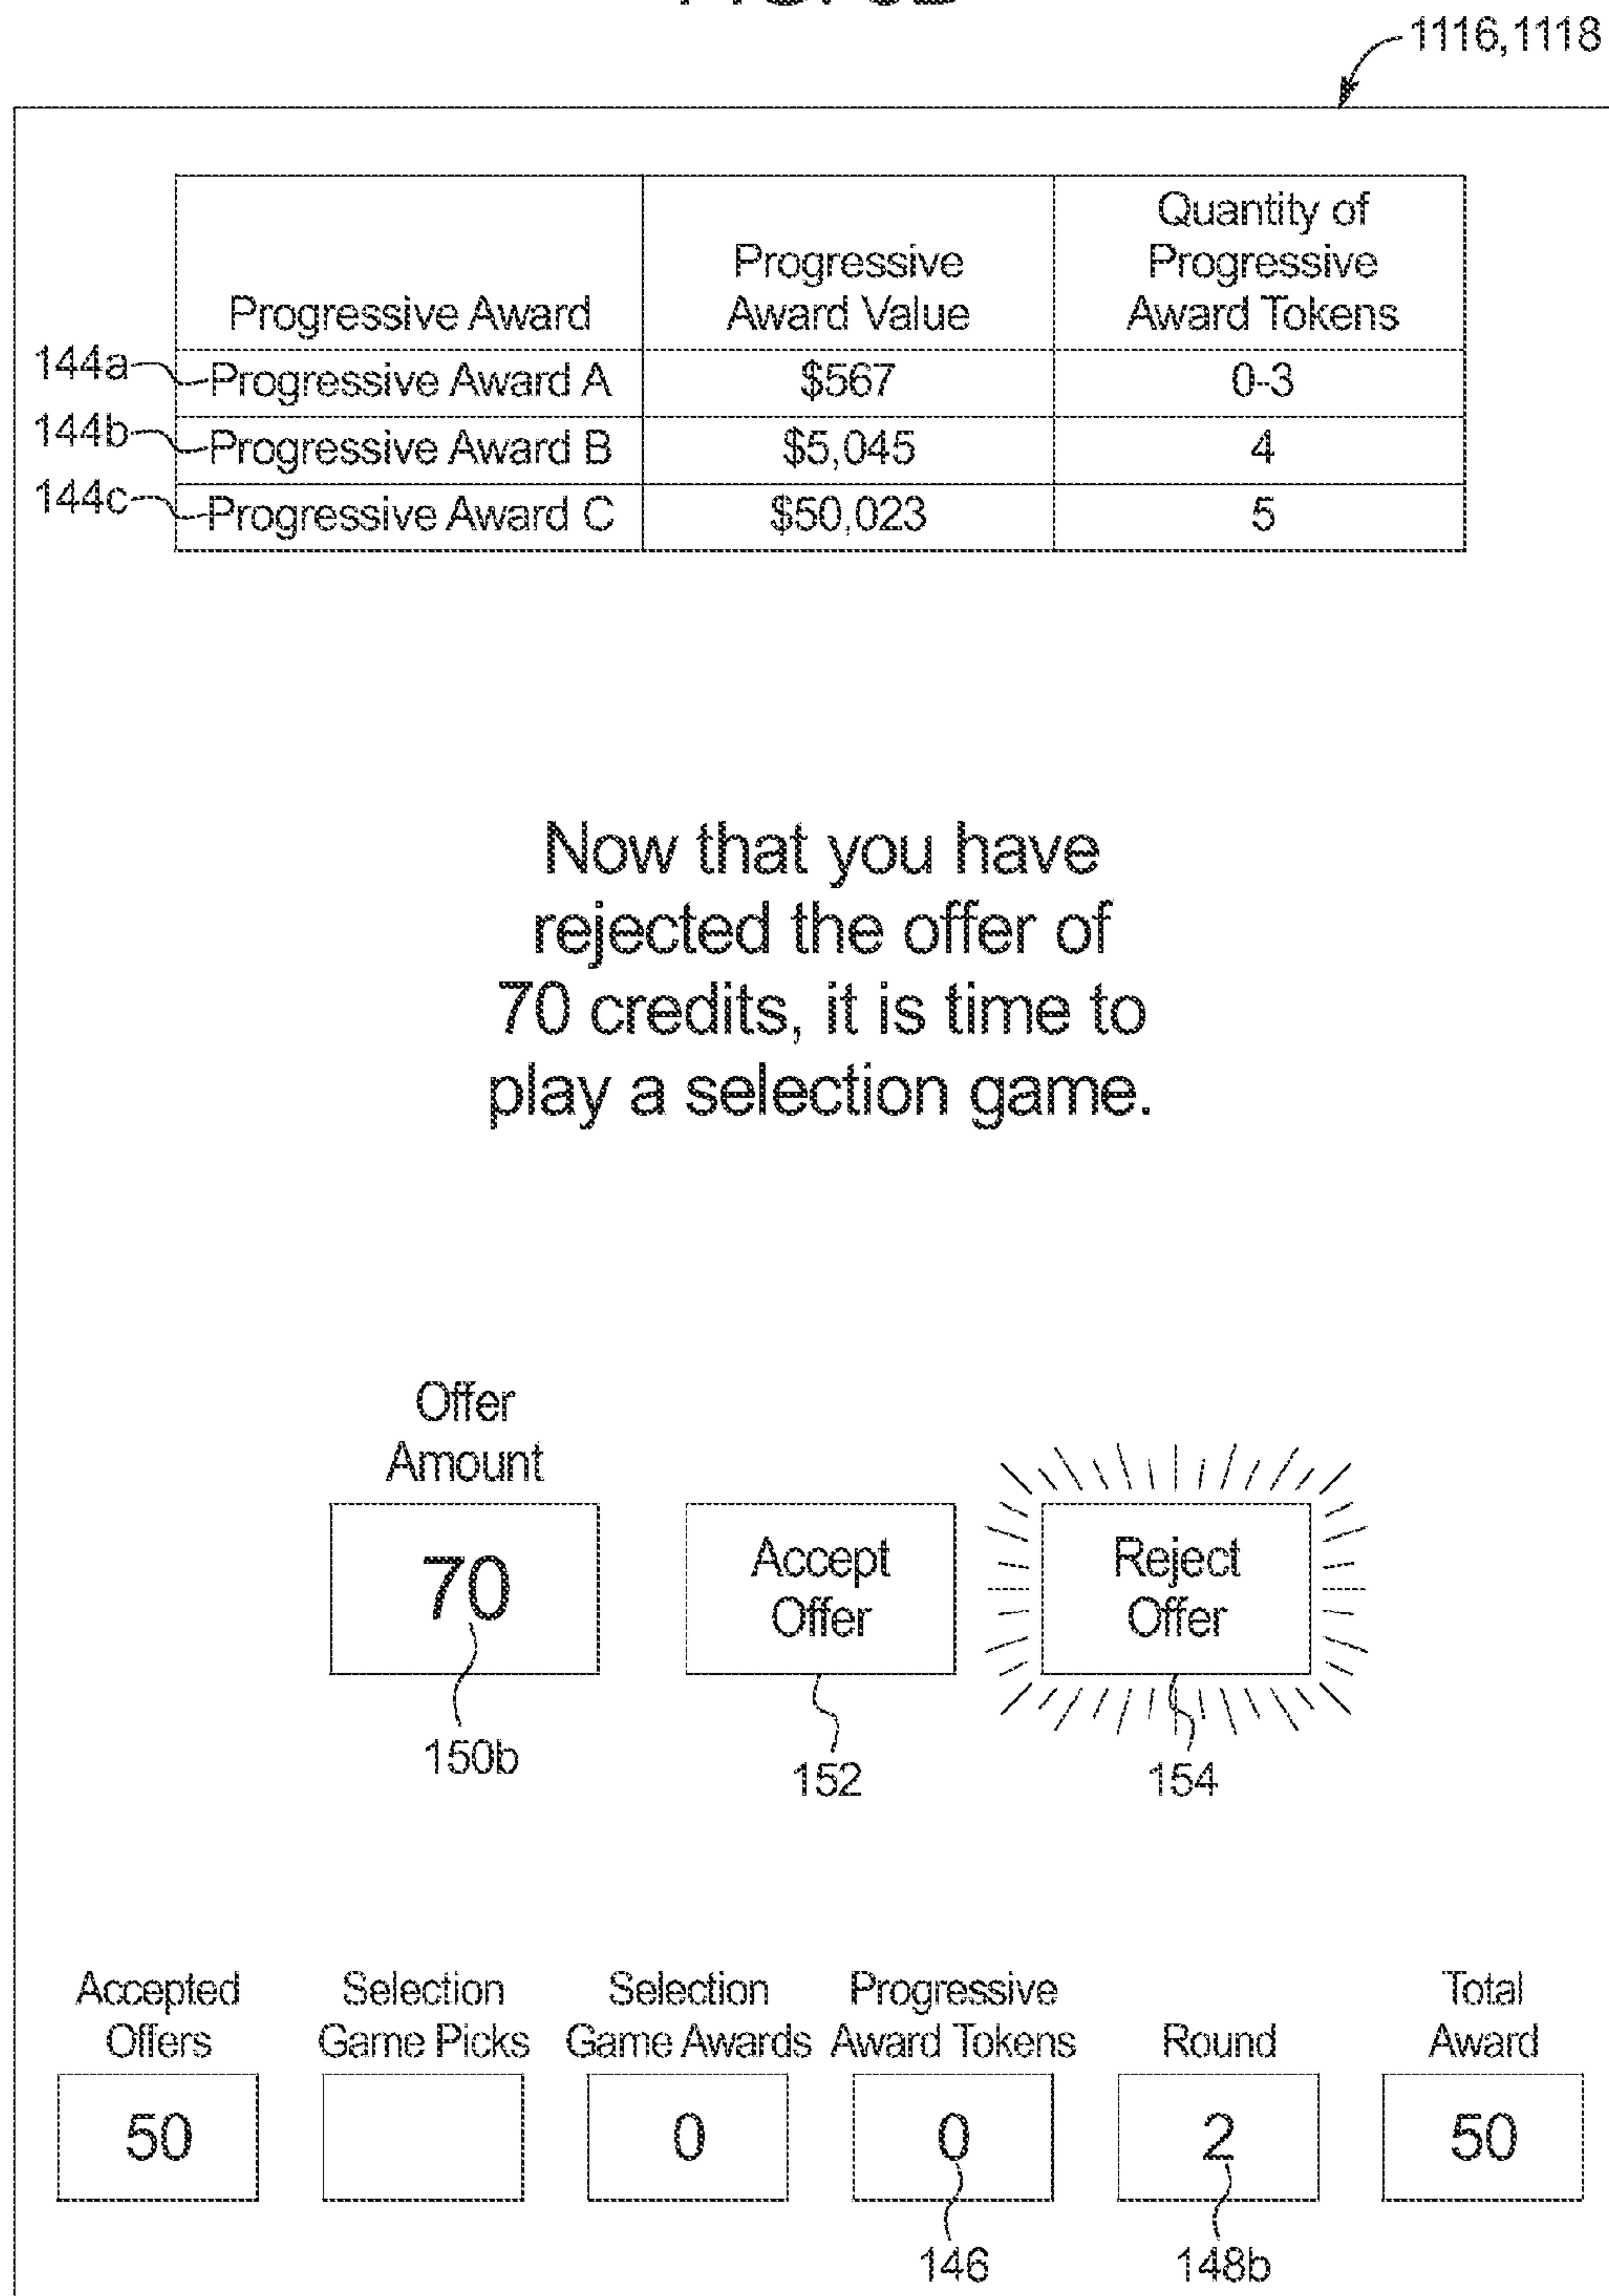 1116,1118
Quantity of
Progressive Progressive
Progressive Award Award Value Award Tokens
144a Progressive Award A $567 0-3
144b Progressive Award B $5,045 4
144c Progressive Award C $50,023 5
Now that you have
rejected the offer of
70 credits, it is time to
play a selection game.
Offer
Amount
70 Accept Offer Reject Offer
150b 152 154
Accepted Selection Selection Progressive Total
Offers Game Picks Game Awards Award Tokens Round Award
50 0 0 2 50
146 148b